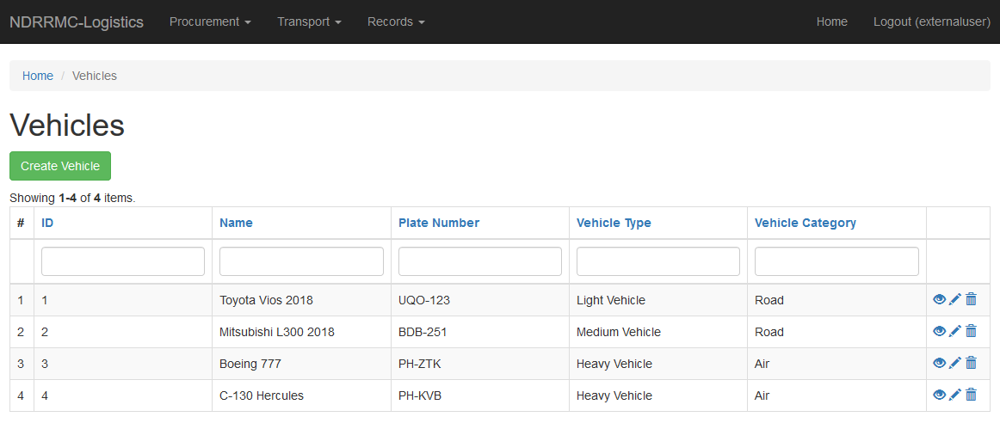 NDRRMC-Logistics Procurement Transport Records Home Logout (externaluser)
Home / Vehicles
Vehicles
Create Vehicle
Showing 1-4 of 4 items.
# ID Name Plate Number Vehicle Type Vehicle Category
1 1 Toyota Vios 2018 UQO-123 Light Vehicle Road
2 2 Mitsubishi L300 2018 BDB-251 Medium Vehicle Road
3 3 Boeing 777 PH-ZTK Heavy Vehicle Air
4 4 C-130 Hercules PH-KVB Heavy Vehicle Air